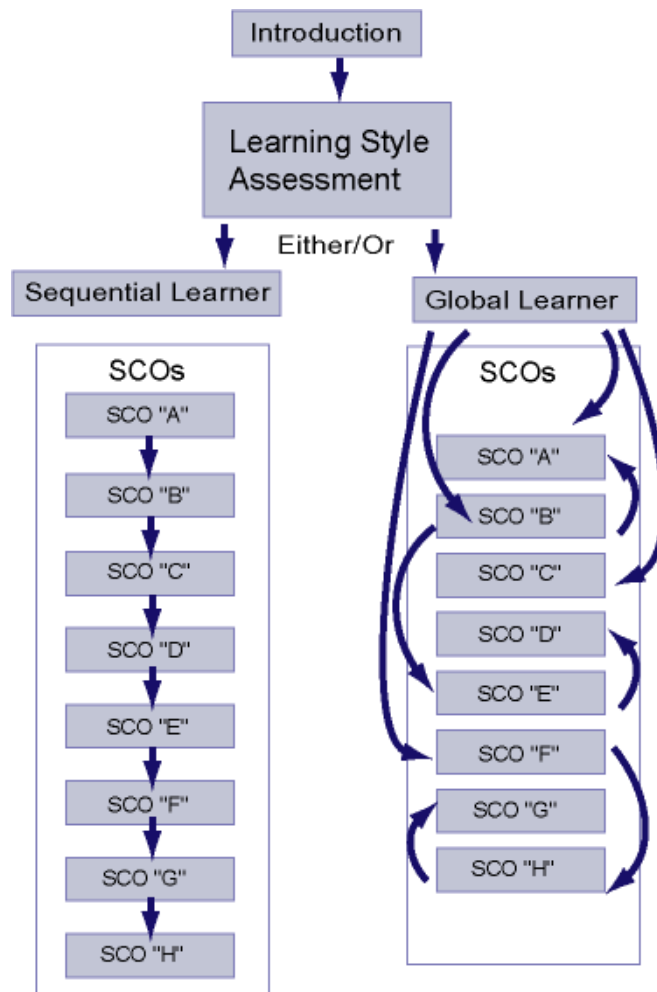 Introduction
Learning Style
Assessment
Either/Or
Sequential Learner
Global Learner
SCOs
SCO "A"
SCO "B"
SCO "C"
SCO "D"
SCO "E"
SCO "F"
SCO "G"
SCO "H"
SCOs
SCO "A"
SCO "B"
SCO "C"
SCO "D"
SCO "E"
SCO "F"
SCO "G"
SCO "H"